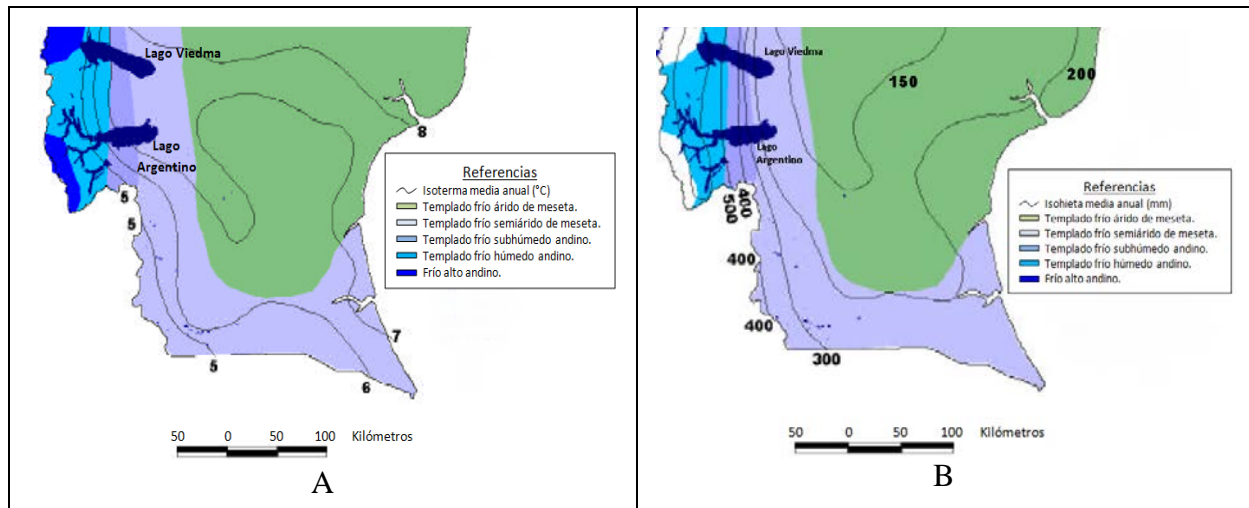 Lago Viedma
Lago
Argentino
8
5
5
5
7
6
Referencias
Isoterma media anual (°C)
Templado frío árido de meseta.
Templado frío semiárido de meseta.
Templado frío subhúmedo andino.
Templado frío húmedo andino.
Frío alto andino.
50 0 50 100 Kilómetros
A
Lago Viedma
Lago
Argentino
150
200
500
400
400
400
300
Referencias
Isohieta media anual (mm)
Templado frío árido de meseta.
Templado frío semiárido de meseta.
Templado frío subhúmedo andino.
Templado frío húmedo andino.
Frío alto andino.
50 0 50 100 Kilómetros
B